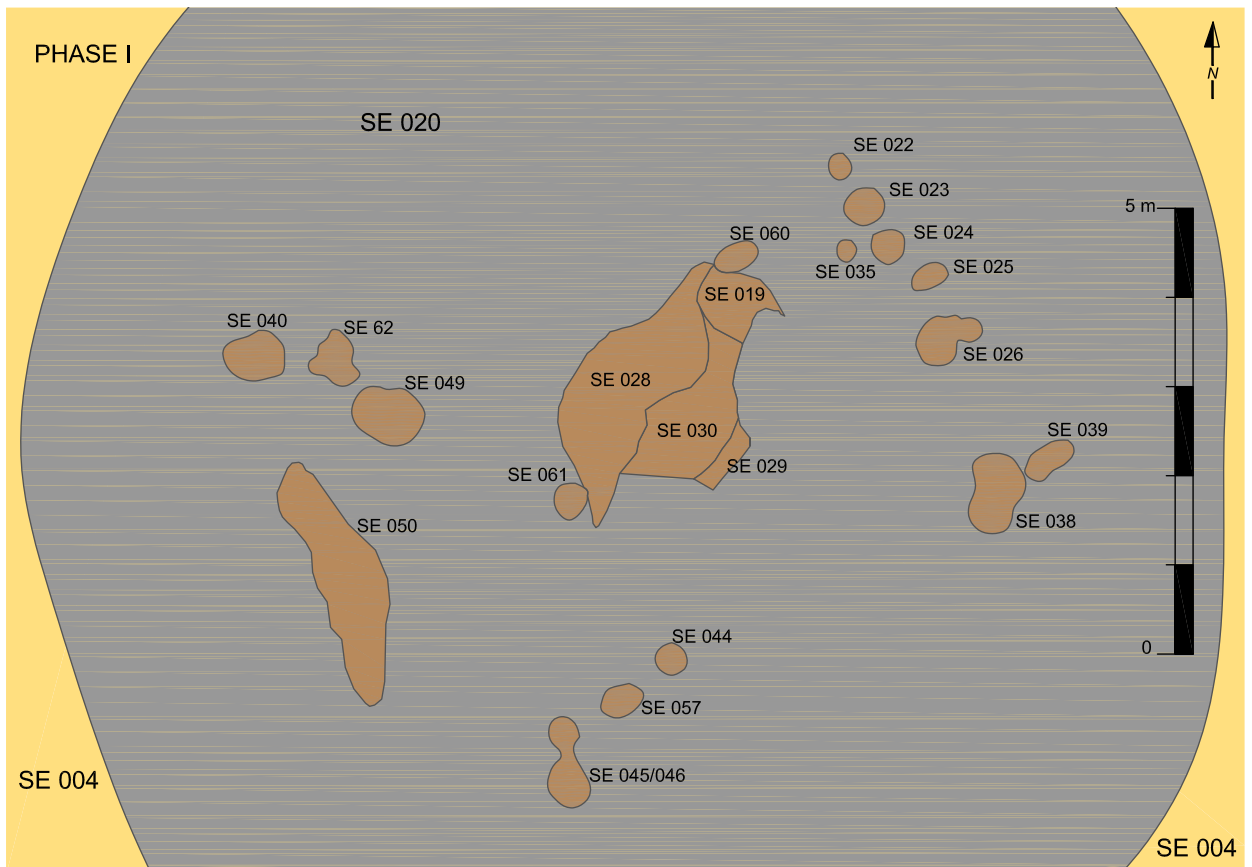 PHASE I
N
SE 020
SE 022
SE 023
5 m
SE 060
SE 024
SE 035
SE 025
SE 019
SE 040
SE 62
SE 026
SE 028
SE 049
SE 030
SE 039
SE 029
SE 061
SE 050
SE 038
SE 044
0
SE 057
SE 045/046
SE 004
SE 004